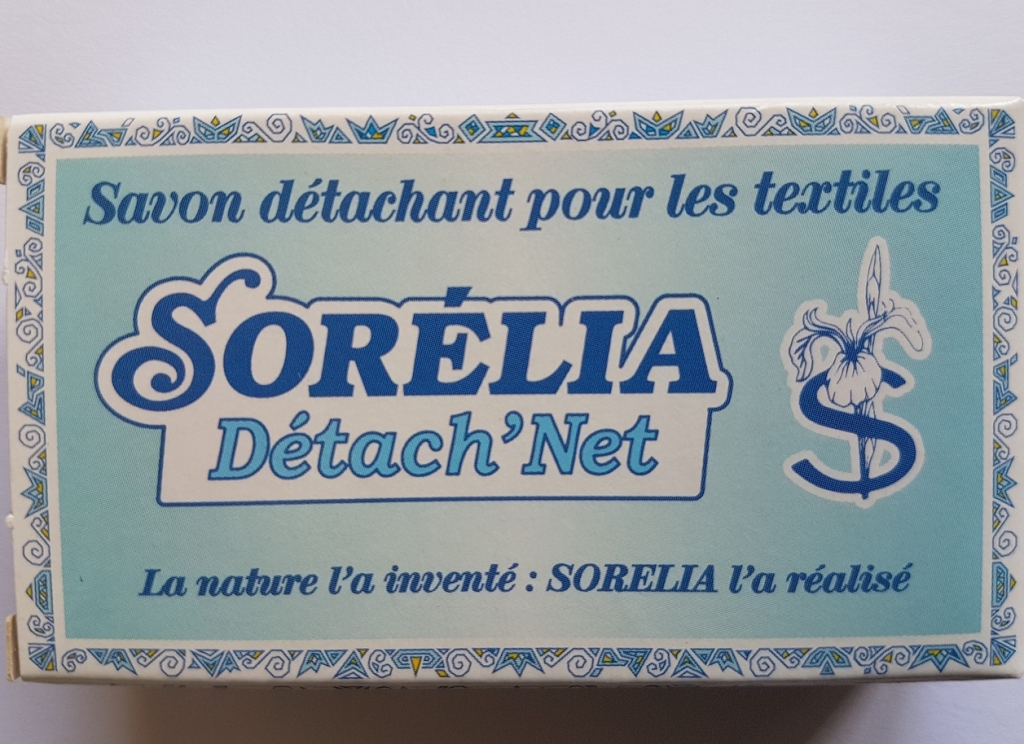 Savon détachant pour les textiles
SORÉLIA
Détach'Net
S
La nature l'a inventé : SORELIA l'a réalisé